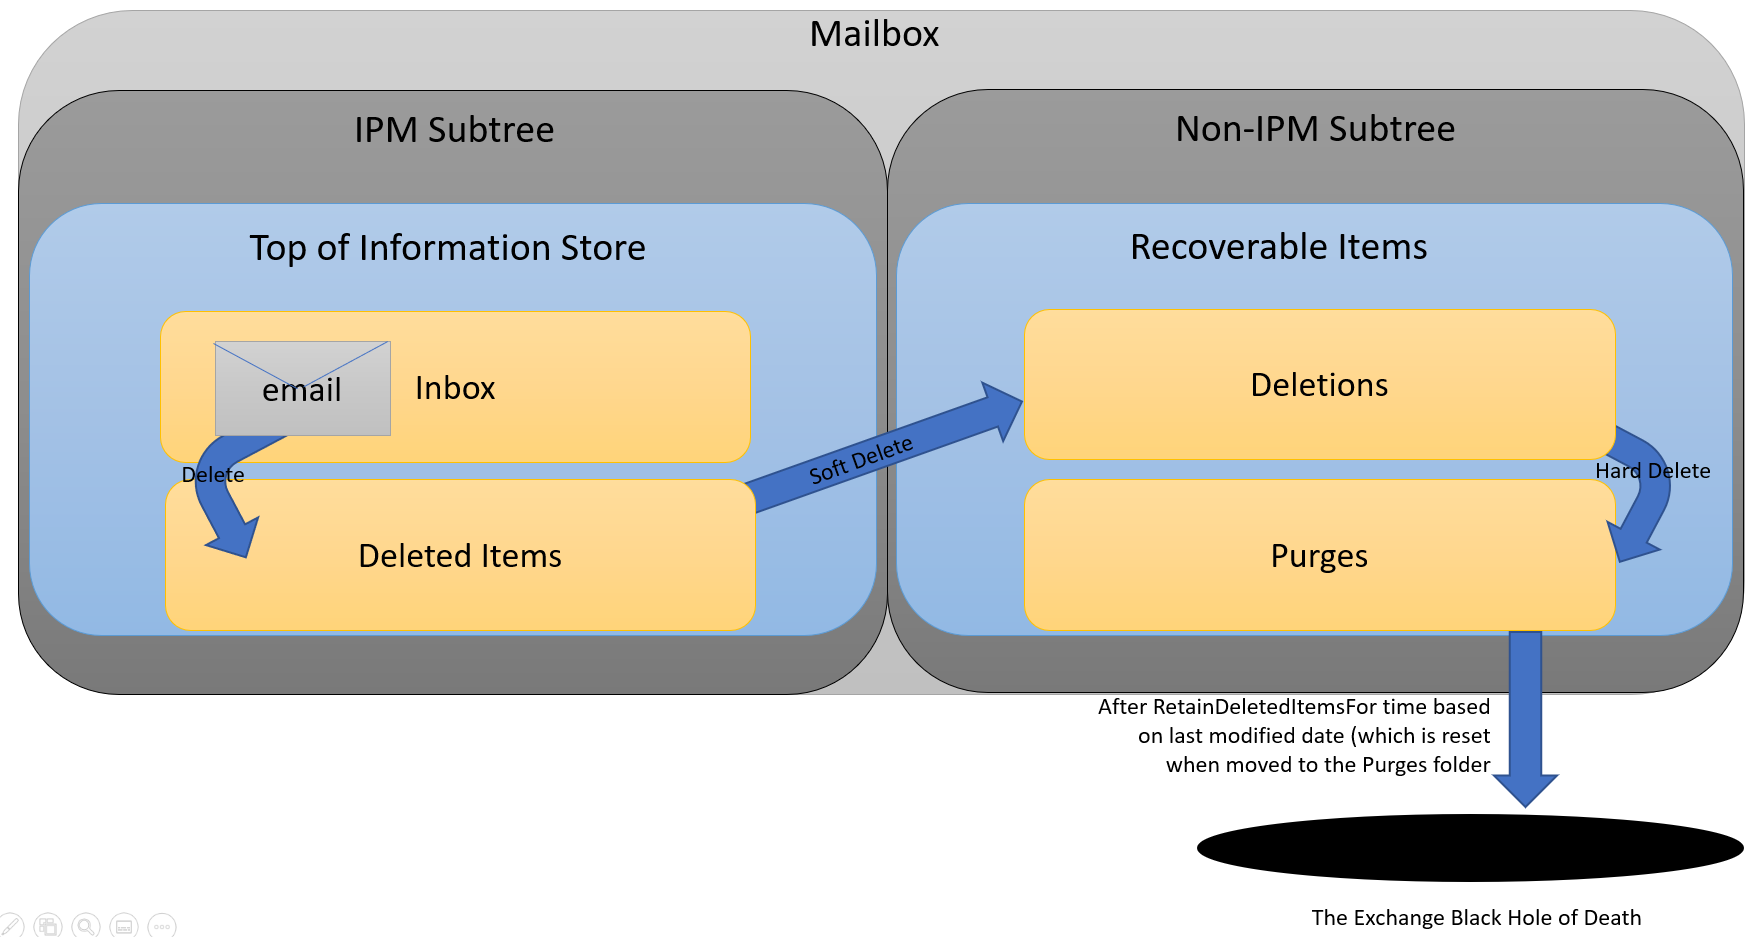 Mailbox
IPM Subtree
Non-IPM Subtree
Top of Information Store
Recoverable Items
email
Inbox
Deletions
Delete
Soft Delete
Hard Delete
Deleted Items
Purges
After RetainDeletedItemsFor time based
on last modified date (which is reset
when moved to the Purges folder
The Exchange Black Hole of Death